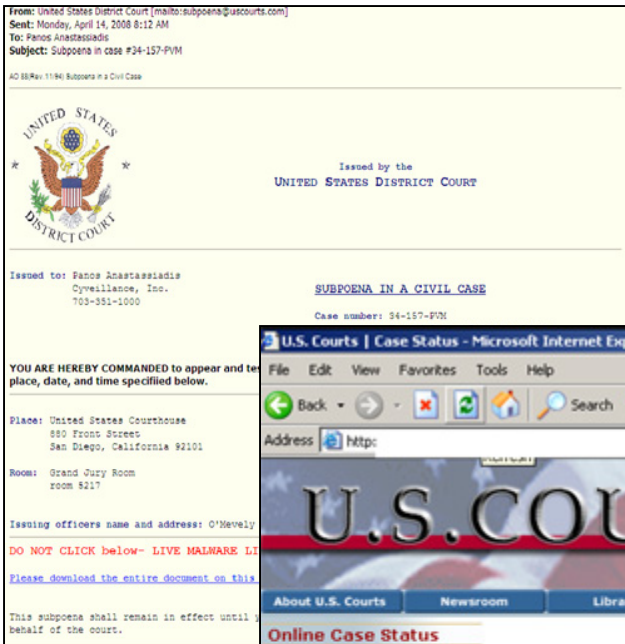 From: United States District Court [mailto:subpoena@uscourts.com]
Sent: Monday, April 14, 2008 8:12 AM
To: Panos Anastassiadis
Subject: Subpoena in case #34-157-PVM
AO 88(Rev. 11/94) Subpoena in a Civil Case
UNITED STATES
DISTRICT COURT
Issued by the
UNITED STATES DISTRICT COURT
Issued to: Panos Anastassiadis
Cyveillance, Inc.
703-351-1000
SUBPOENA IN A CIVIL CASE
Case number: 34-157-PVM
YOU ARE HEREBY COMMANDED to appear and tes
place, date, and time specifiied below.
Place: United States Courthouse
880 Front Street
San Diego, California 92101
Room: Grand Jury Room
room 5217
Issuing officers name and address: O'Mevely
DO NOT CLICK below- LIVE MALWARE LI
Please download the entire document on this
This subpoena shall remain in effect until y
behalf of the court.
U.S. Courts | Case Status - Microsoft Internet Exp
File Edit View Favorites Tools Help
Back Search
Address http:
Refresh
U.S.COU
About U.S. Courts Newsroom Libra
Online Case Status